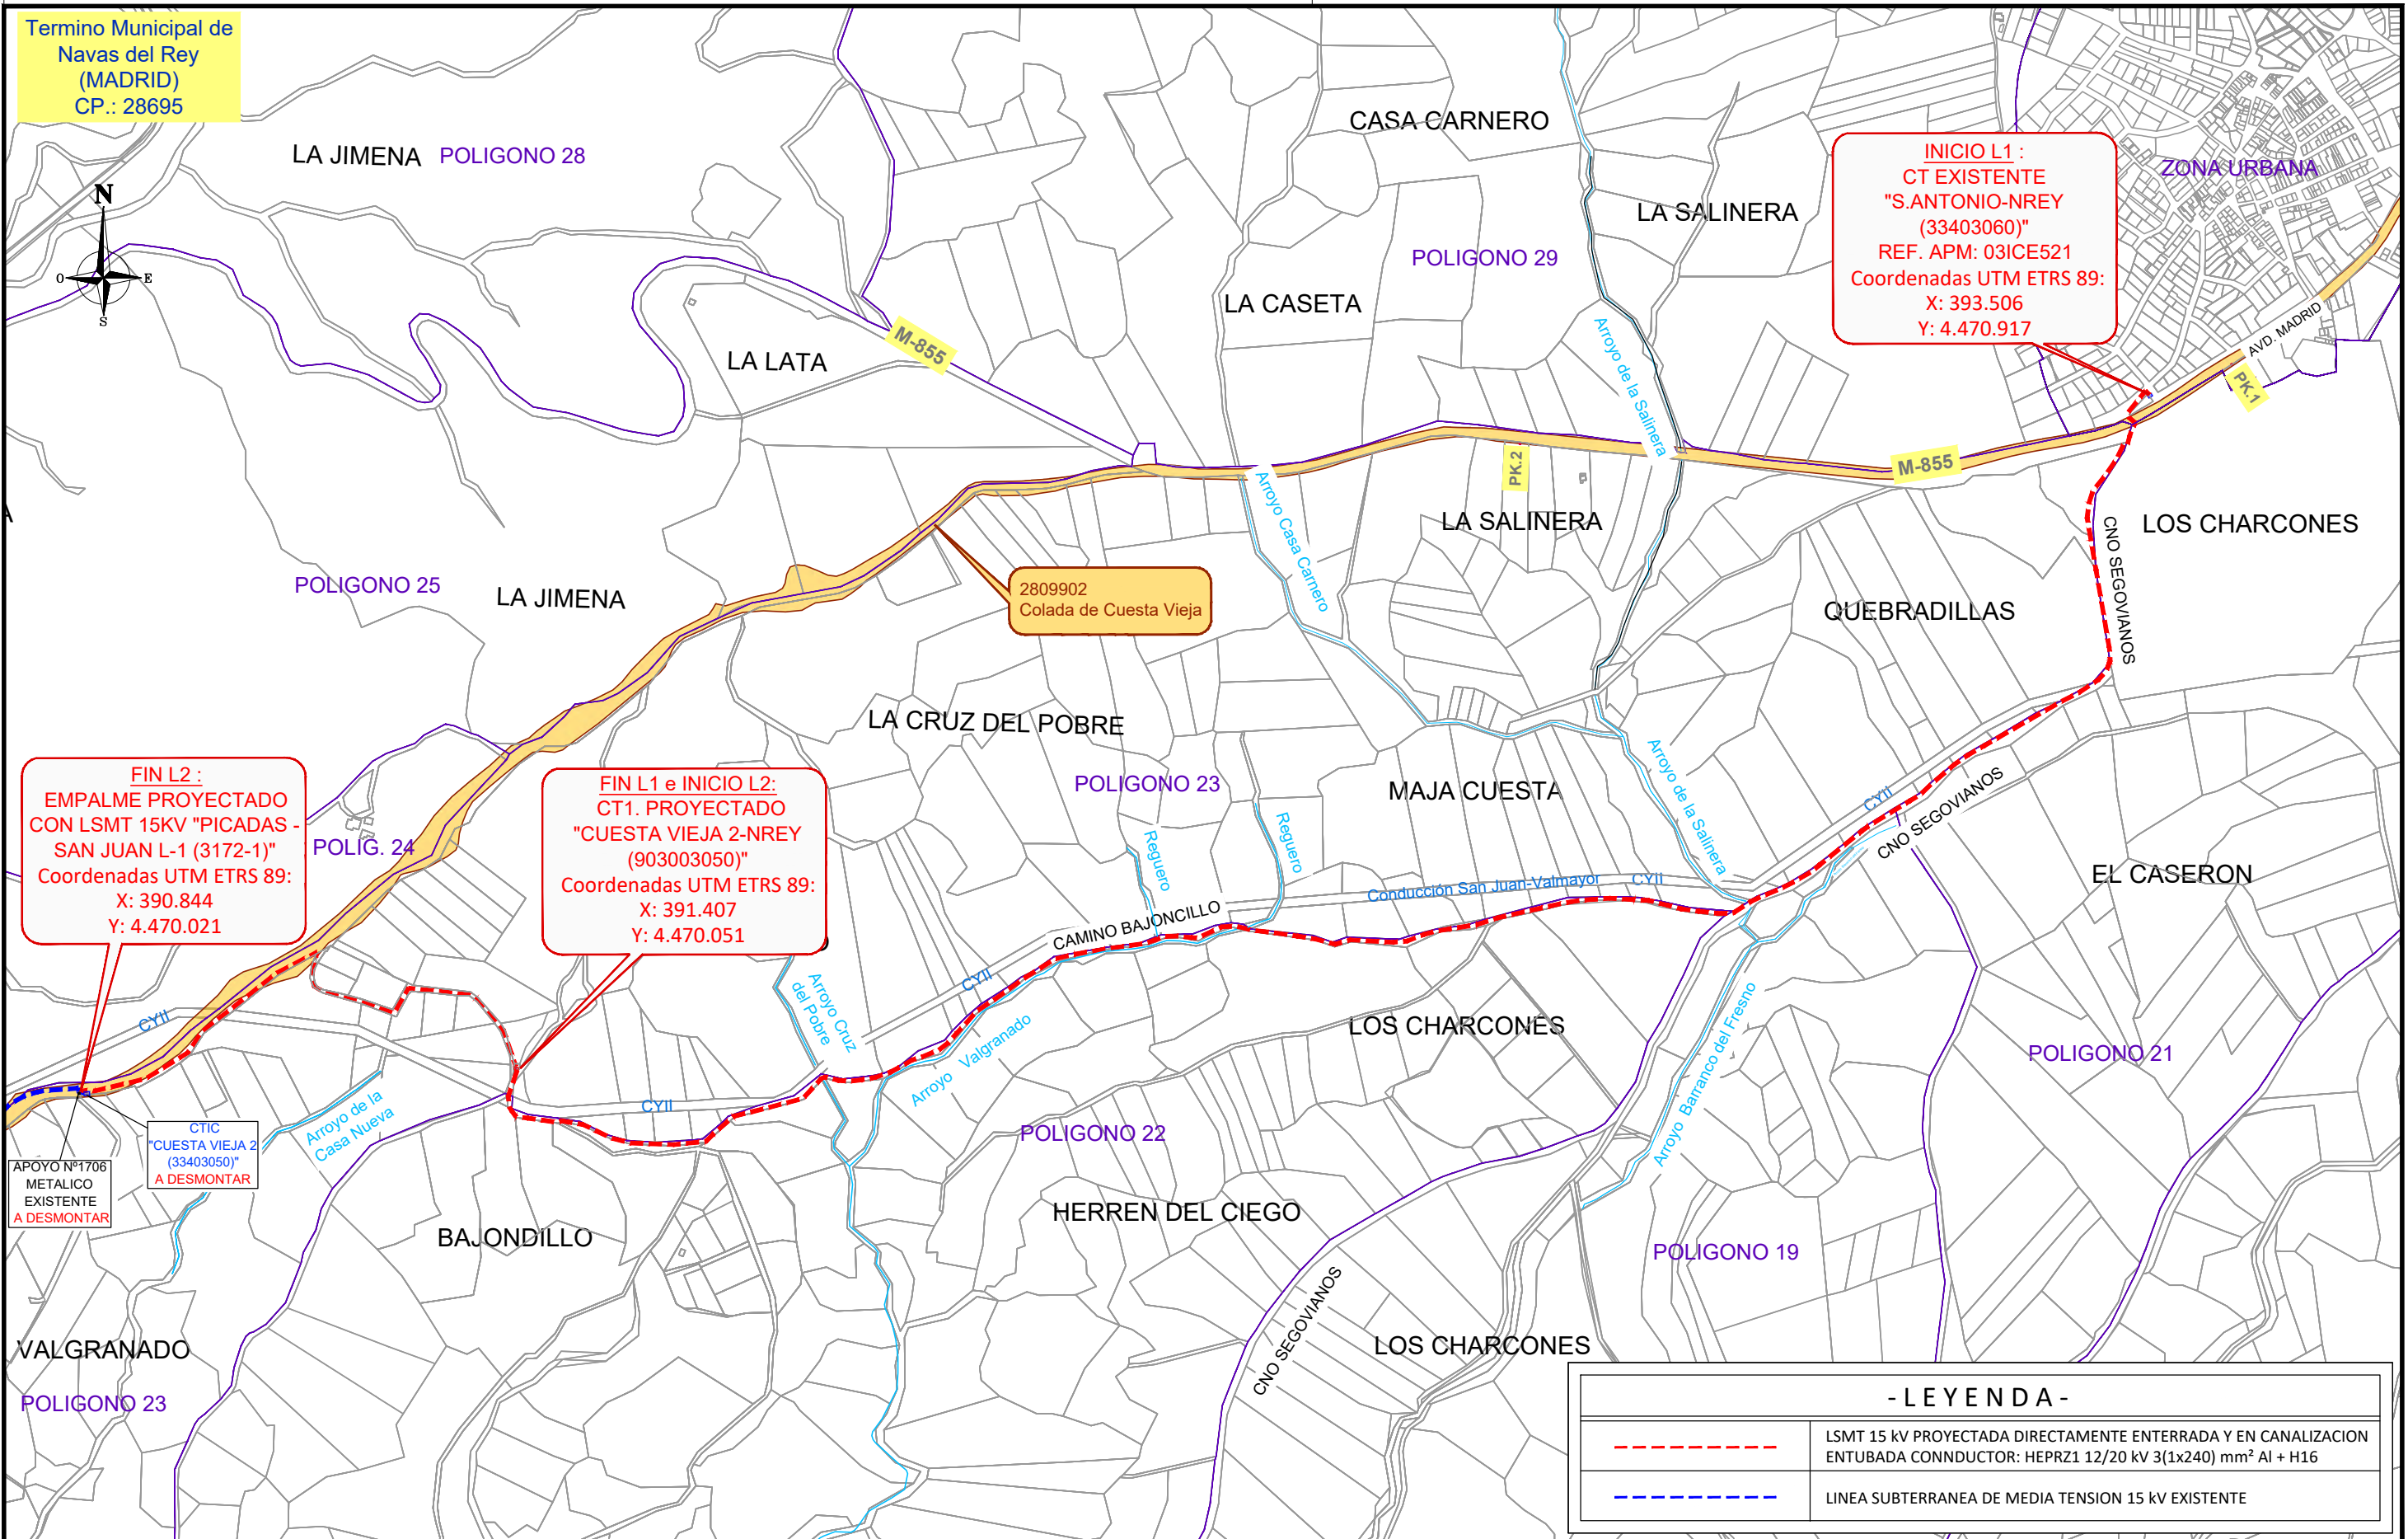 Termino Municipal de
Navas del Rey
(MADRID)
CP.: 28695
N
O
E
S
LA JIMENA
POLIGONO 28
CASA CARNERO
LA SALINERA
POLIGONO 29
LA CASETA
LA LATA
M-855
INICIO L1 :
CT EXISTENTE
"S.ANTONIO-NREY
(33403060)"
REF. APM: 03ICE521
Coordenadas UTM ETRS 89:
X: 393.506
Y: 4.470.917
ZONA URBANA
AVD. MADRID
PK.1
Arroyo de la Salinera
M-855
PK.2
Arroyo Casa Carnero
LA SALINERA
LOS CHARCONES
CNO SEGOVIANOS
QUEBRADILLAS
POLIGONO 25
LA JIMENA
2809902
Colada de Cuesta Vieja
LA CRUZ DEL POBRE
POLIGONO 23
MAJA CUESTA
Arroyo de la Salinera
CYII
CNO SEGOVIANOS
EL CASERON
FIN L2 :
EMPALME PROYECTADO
CON LSMT 15KV "PICADAS -
SAN JUAN L-1 (3172-1)"
Coordenadas UTM ETRS 89:
X: 390.844
Y: 4.470.021
POLIG. 24
FIN L1 e INICIO L2:
CT1. PROYECTADO
"CUESTA VIEJA 2-NREY
(903003050)"
Coordenadas UTM ETRS 89:
X: 391.407
Y: 4.470.051
Reguero
Reguero
Conducción San Juan-Valmayor
CYII
CAMINO BAJONCILLO
CYII
Arroyo Cruz
del Pobre
Arroyo Valgranado
LOS CHARCONES
Arroyo Barranco del Fresno
POLIGONO 21
CYII
CYII
Arroyo de la
Casa Nueva
CTIC
"CUESTA VIEJA 2
(33403050)"
A DESMONTAR
APOYO Nº1706
METALICO
EXISTENTE
A DESMONTAR
POLIGONO 22
HERREN DEL CIEGO
BAJONDILLO
POLIGONO 19
CNO SEGOVIANOS
LOS CHARCONES
VALGRANADO
POLIGONO 23
- L E Y E N D A -
LSMT 15 kV PROYECTADA DIRECTAMENTE ENTERRADA Y EN CANALIZACION
ENTUBADA CONNDUCTOR: HEPRZ1 12/20 kV 3(1x240) mm² Al + H16
LINEA SUBTERRANEA DE MEDIA TENSION 15 kV EXISTENTE